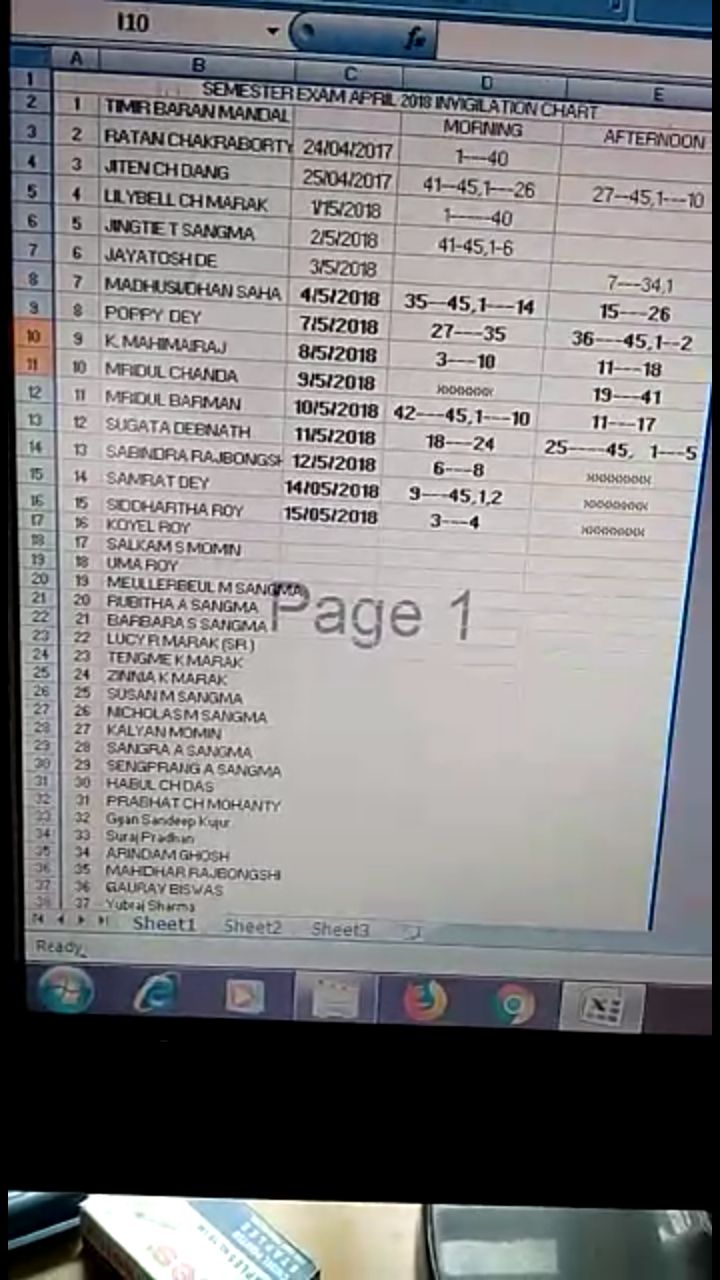 I10
fx
A B C D E
1 SEMESTER EXAM APRIL 2018 INVIGILATION CHART
2 1 TIMIR BARAN MANDAL MORNING AFTERNOON
3 2 RATAN CHAKRABORTY 24/04/2017 1----40
4 3 JITEN CH DANG 25/04/2017 41--45,1---26 27--45,1---10
5 4 LILYBELL CH MARAK 1/15/2018 1-------40
6 5 JINGTIE T SANGMA 2/5/2018 41-45,1-6
7 6 JAYATOSH DE 3/5/2018 7----34,1
8 7 MADHUSUDHAN SAHA 4/5/2018 35---45,1----14 15----26
9 8 POPPY DEY 7/5/2018 27----35 36----45,1--2
10 9 K. MAHIMAIRAJ 8/5/2018 3----10 11----18
11 10 MRIDUL CHANDA 9/5/2018 19----41
12 11 MRIDUL BARMAN 10/5/2018 42----45,1----10 11----17
13 12 SUGATA DEBNATH 11/5/2018 18----24 25-----45, 1---5
14 13 SABINDRA RAJBONGSH 12/5/2018 6----8
15 14 SAMRAT DEY 14/05/2018 9----45,1,2
16 15 SIDDHARTHA ROY 15/05/2018 3----4
17 16 KOYEL ROY
18 17 SALKAM S MOMIN
19 18 UMA ROY
20 19 MEULLERBEUL M SANGMA
21 20 RUBITHA A SANGMA
Page 1
22 21 BARBARA S SANGMA
23 22 LUCY R MARAK (SR)
24 23 TENGME K MARAK
25 24 ZINNIA K MARAK
26 25 SUSAN M SANGMA
27 26 NICHOLAS M SANGMA
28 27 KALYAN MOMIN
29 28 SANGRA A SANGMA
30 29 SENGPRANG A SANGMA
31 30 HABUL CH DAS
32 31 PRABHAT CH MOHANTY
33 32 Gyan Sandeep Kujur
34 33 Suraj Pradhan
35 34 ARINDAM GHOSH
36 35 MAHIDHAR RAJBONGSHI
37 36 GAURAV BISWAS
38 37 Yubraj Sharma
Sheet1 Sheet2 Sheet3
Ready